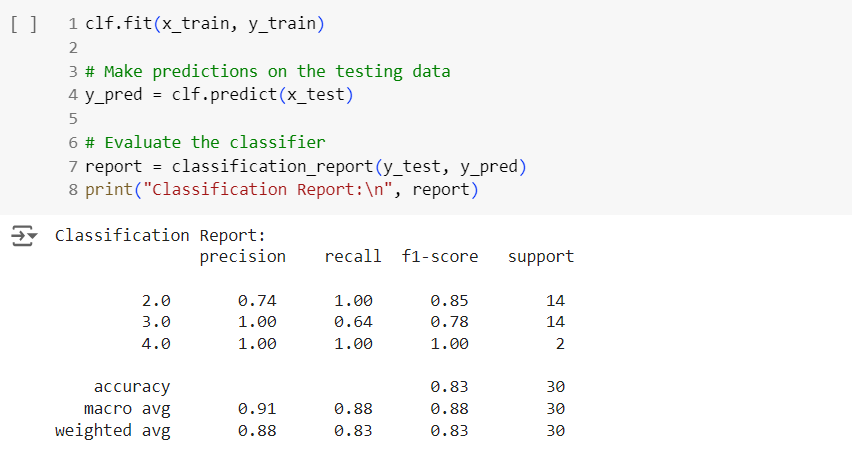 [ ] 1 clf.fit(x_train, y_train)
2
3 # Make predictions on the testing data
4 y_pred = clf.predict(x_test)
5
6 # Evaluate the classifier
7 report = classification_report(y_test, y_pred)
8 print("Classification Report:\n", report)
Classification Report:
precision recall f1-score support
2.0 0.74 1.00 0.85 14
3.0 1.00 0.64 0.78 14
4.0 1.00 1.00 1.00 2
accuracy 0.83 30
macro avg 0.91 0.88 0.88 30
weighted avg 0.88 0.83 0.83 30